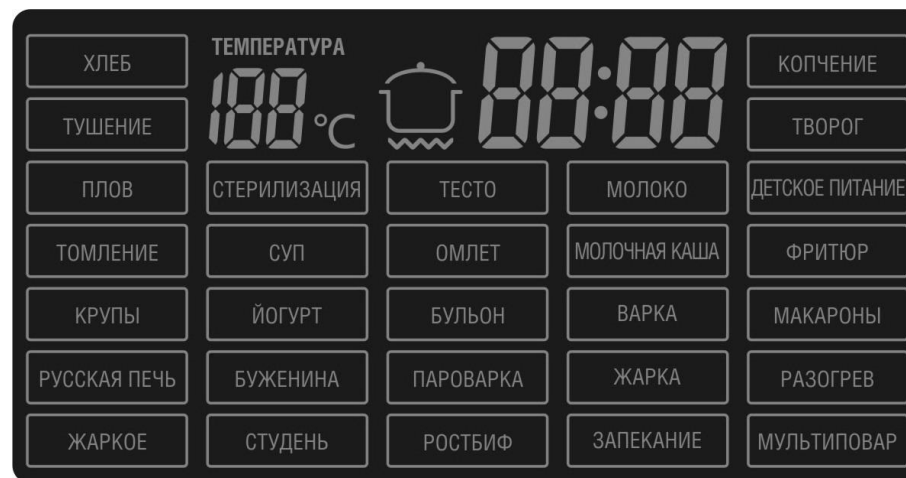 ХЛЕБ
ТЕМПЕРАТУРА
188 °C
88:88
КОПЧЕНИЕ
ТУШЕНИЕ
ТВОРОГ
ПЛОВ
СТЕРИЛИЗАЦИЯ
ТЕСТО
МОЛОКО
ДЕТСКОЕ ПИТАНИЕ
ТОМЛЕНИЕ
СУП
ОМЛЕТ
МОЛОЧНАЯ КАША
ФРИТЮР
КРУПЫ
ЙОГУРТ
БУЛЬОН
ВАРКА
МАКАРОНЫ
РУССКАЯ ПЕЧЬ
БУЖЕНИНА
ПАРОВАРКА
ЖАРКА
РАЗОГРЕВ
ЖАРКОЕ
СТУДЕНЬ
РОСТБИФ
ЗАПЕКАНИЕ
МУЛЬТИПОВАР